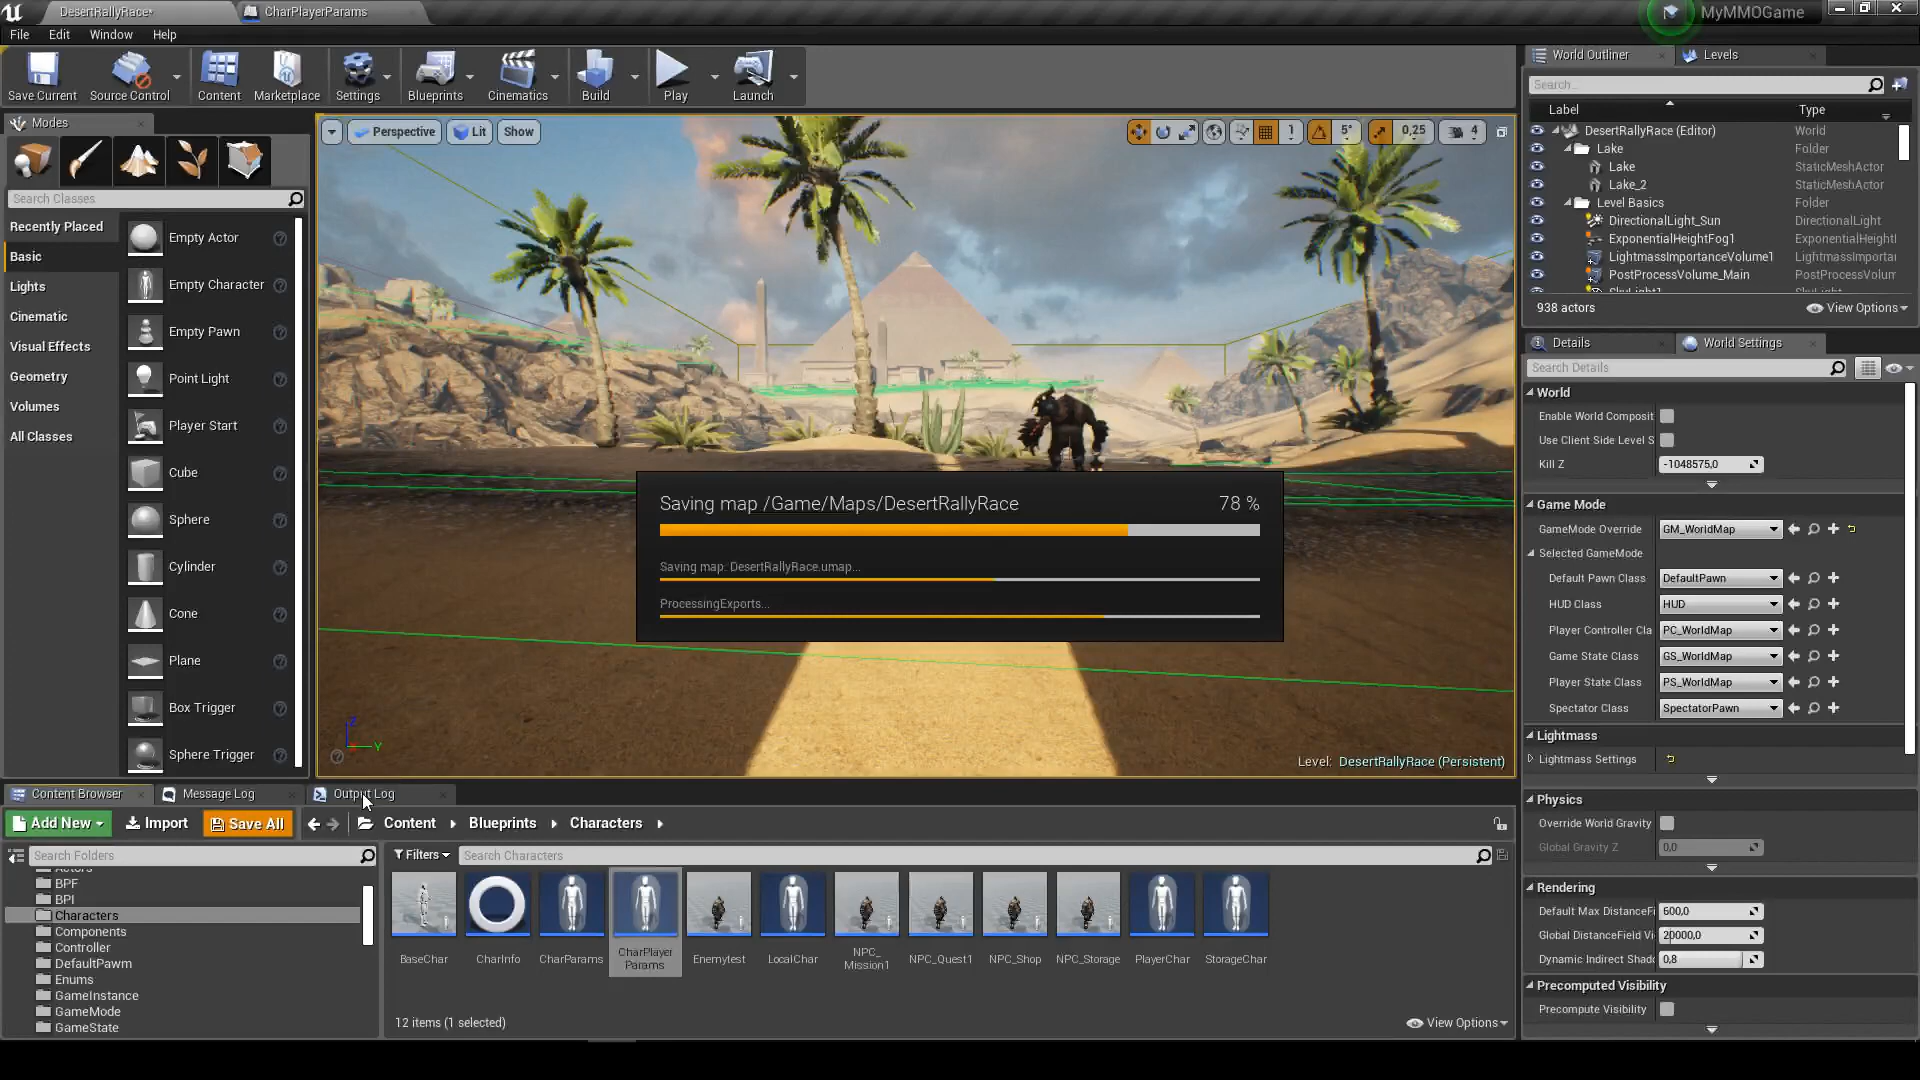 DesertRallyRace*
CharPlayerParams
MyMMOGame
File
Edit
Window
Help
Save Current
Source Control
Content
Marketplace
Settings
Blueprints
Cinematics
Build
Play
Launch
Modes
Search Classes
Recently Placed
Basic
Lights
Cinematic
Visual Effects
Geometry
Volumes
All Classes
Empty Actor
Empty Character
Empty Pawn
Point Light
Player Start
Cube
Sphere
Cylinder
Cone
Plane
Box Trigger
Sphere Trigger
Perspective
Lit
Show
1
5°
0,25
4
Saving map /Game/Maps/DesertRallyRace
78 %
Saving map: DesertRallyRace.umap...
ProcessingExports...
Z
Y
Level: DesertRallyRace (Persistent)
World Outliner
Levels
Search...
Label
Type
DesertRallyRace (Editor)
World
Lake
Folder
Lake
StaticMeshActor
Lake_2
StaticMeshActor
Level Basics
Folder
DirectionalLight_Sun
DirectionalLight
ExponentialHeightFog1
ExponentialHeightI
LightmassImportanceVolume1
LightmassImportar
PostProcessVolume_Main
PostProcessVolum
938 actors
View Options
Details
World Settings
Search Details
World
Enable World Composit
Use Client Side Level S
Kill Z
-1048575,0
Game Mode
GameMode Override
GM_WorldMap
Selected GameMode
Default Pawn Class
DefaultPawn
HUD Class
HUD
Player Controller Cla
PC_WorldMap
Game State Class
GS_WorldMap
Player State Class
PS_WorldMap
Spectator Class
SpectatorPawn
Lightmass
Lightmass Settings
Physics
Override World Gravity
Global Gravity Z
0,0
Rendering
Default Max DistanceFi
600,0
Global DistanceField Vi
20000,0
Dynamic Indirect Shado
0,8
Precomputed Visibility
Precompute Visibility
Content Browser
Message Log
Output Log
Add New
Import
Save All
Content
Blueprints
Characters
Search Folders
Filters
Search Characters
BPF
BPI
Characters
Components
Controller
DefaultPawm
Enums
GameInstance
GameMode
GameState
BaseChar
CharInfo
CharParams
CharPlayer
Params
Enemytest
LocalChar
NPC_
Mission1
NPC_Quest1
NPC_Shop
NPC_Storage
PlayerChar
StorageChar
12 items (1 selected)
View Options